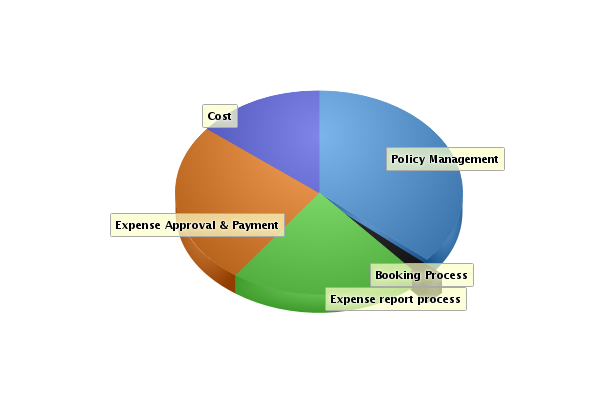 Cost
Policy Management
Expense Approval & Payment
Booking Process
Expense report process